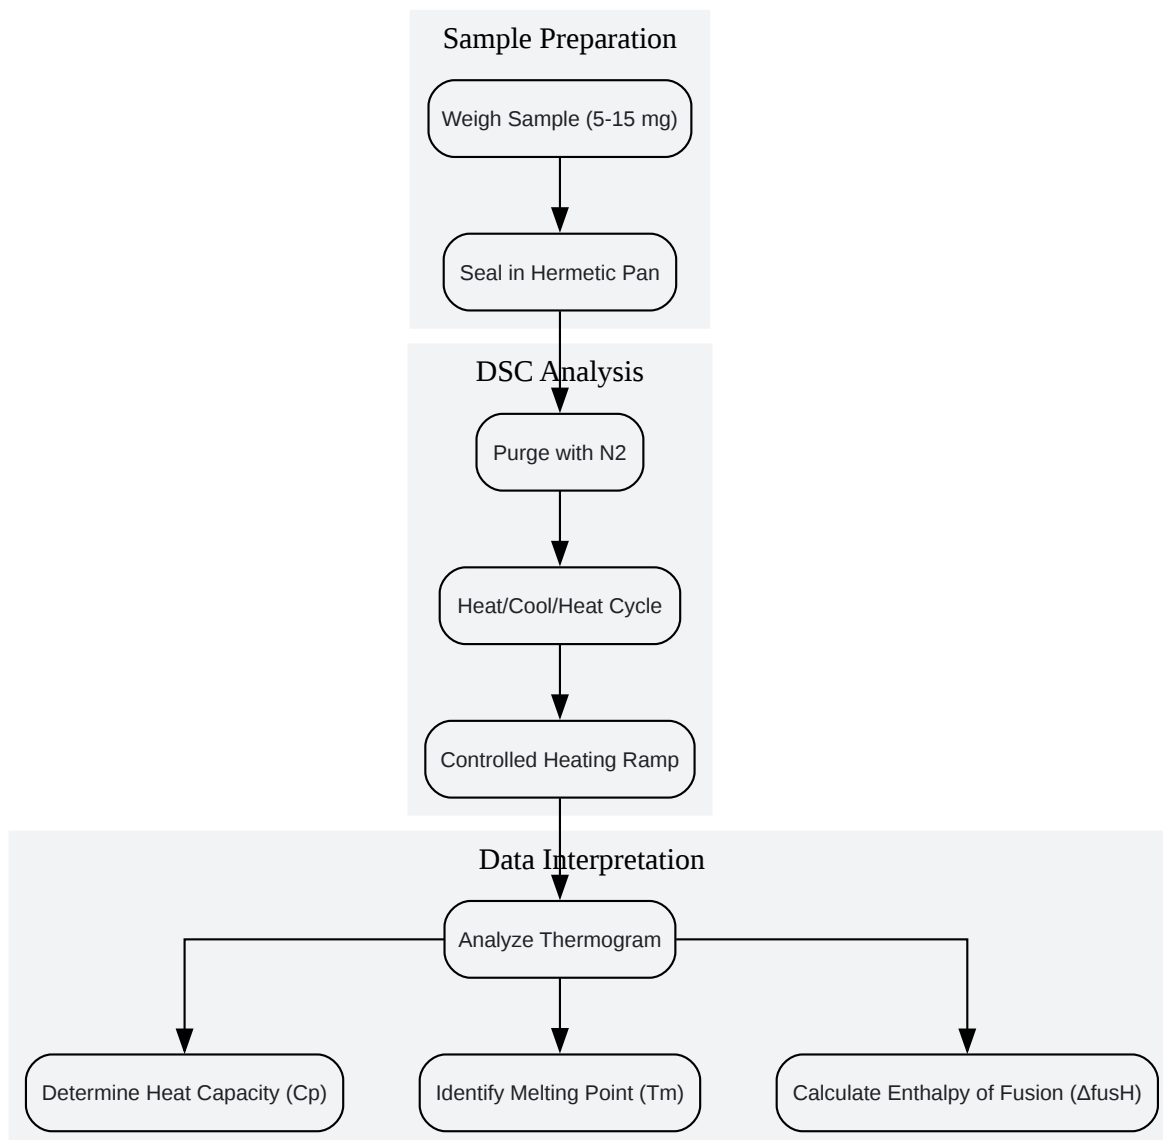 Sample Preparation
Weigh Sample (5-15 mg)
Seal in Hermetic Pan
DSC Analysis
Purge with N2
Heat/Cool/Heat Cycle
Controlled Heating Ramp
Data Interpretation
Analyze Thermogram
Determine Heat Capacity (Cp)
Identify Melting Point (Tm)
Calculate Enthalpy of Fusion (ΔfusH)